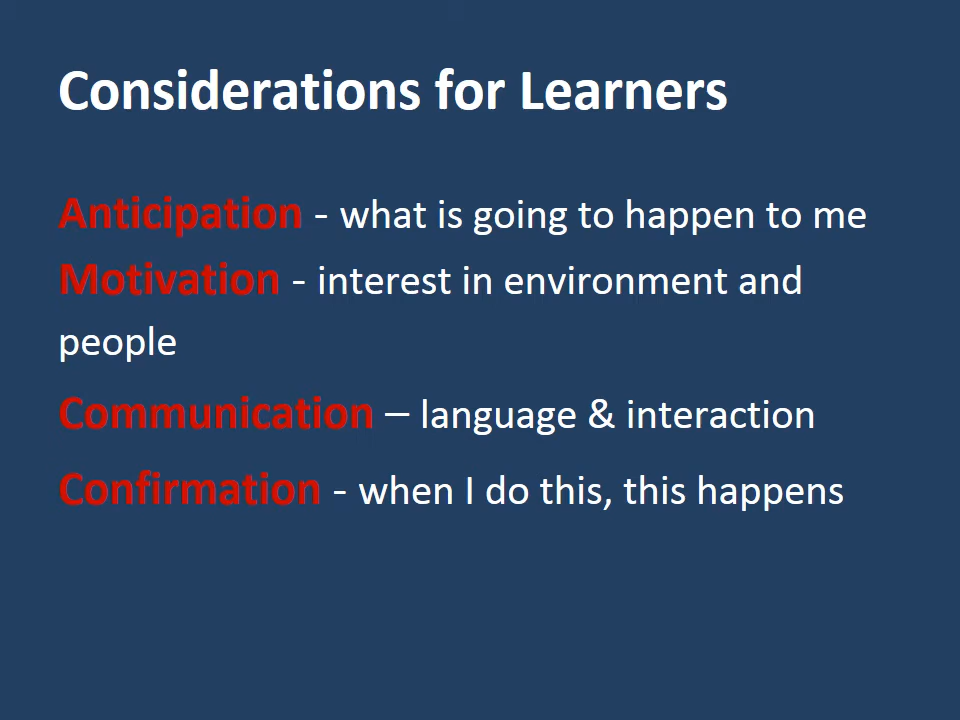 Considerations for Learners
Anticipation - what is going to happen to me
Motivation - interest in environment and
people
Communication – language & interaction
Confirmation - when I do this, this happens